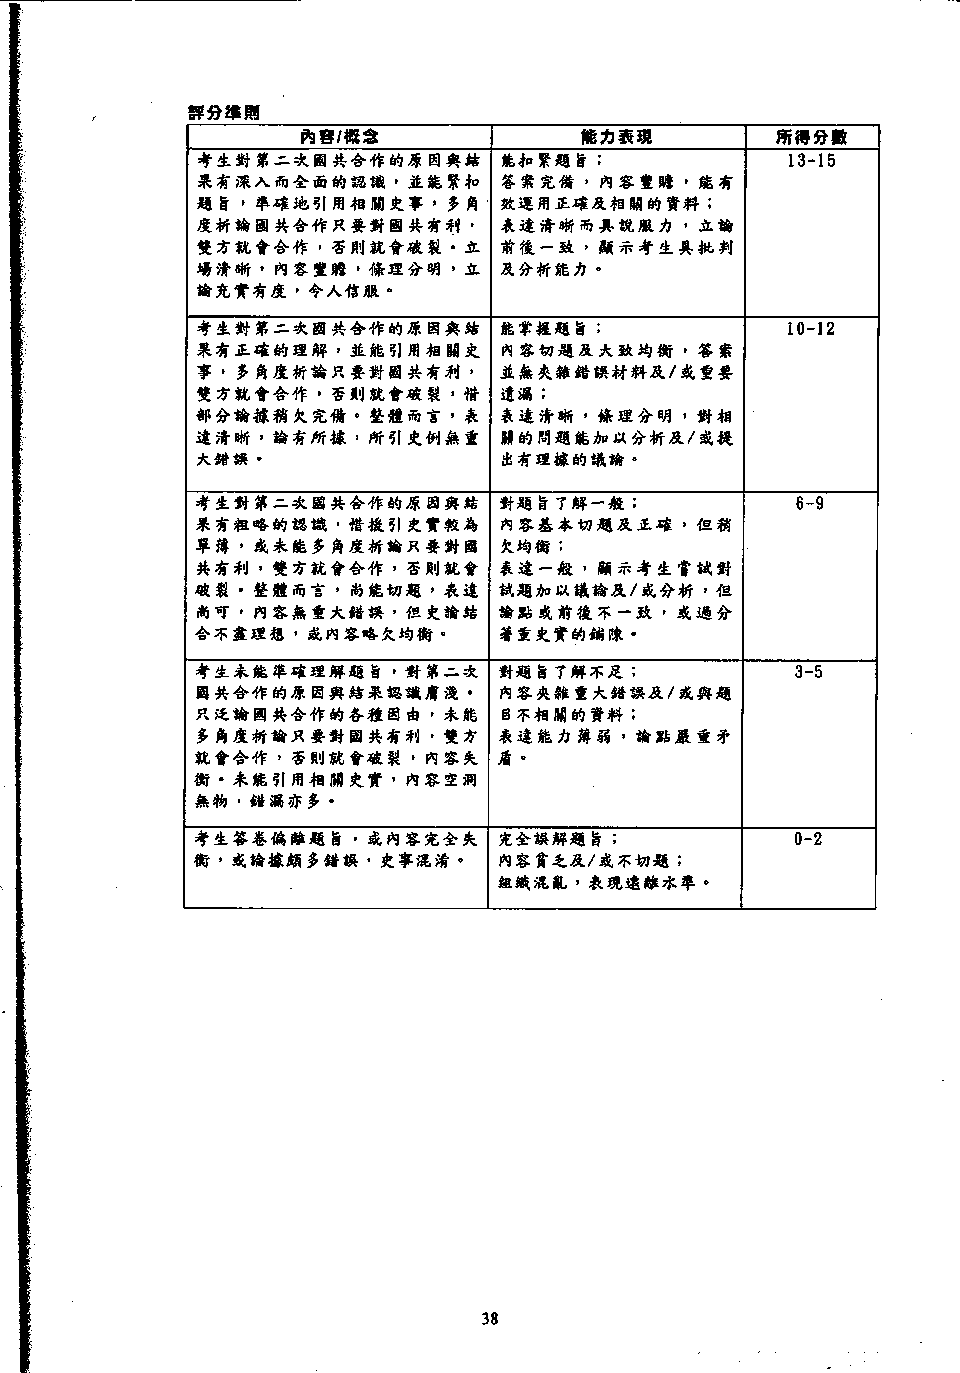 評分準則
內容/概念 能力表現 所得分數
考生對第二次國共合作的原因與結
果有深入而全面的認識，並能緊扣
題旨，準確地引用相關史事，多角
度析論國共合作只要對國共有利，
雙方就會合作，否則就會破裂。立
場清晰，內容豐贍，條理分明，立
論充實有度，令人信服。
能扣緊題旨；
答案完備，內容豐贍，能有
效運用正確及相關的資料；
表達清晰而具說服力，立論
前後一致，顯示考生具批判
及分析能力。
13-15
考生對第二次國共合作的原因與結
果有正確的理解，並能引用相關史
事，多角度析論只要對國共有利，
雙方就會合作，否則就會破裂，惜
部分論據稍欠完備。整體而言，表
達清晰，論有所據，所引史例無重
大錯誤。
能掌握題旨；
內容切題及大致均衡，答案
並無夾雜錯誤材料及/或重要
遺漏；
表達清晰，條理分明，對相
關的問題能加以分析及/或提
出有理據的議論。
10-12
考生對第二次國共合作的原因與結
果有粗略的認識，惜援引史實較為
單薄，或未能多角度析論只要對國
共有利，雙方就會合作，否則就會
破裂。整體而言，尚能切題，表達
尚可，內容無重大錯誤，但史論結
合不盡理想，或內容略欠均衡。
對題旨了解一般；
內容基本切題及正確，但稍
欠均衡；
表達一般，顯示考生嘗試對
試題加以議論及/或分析，但
論點或前後不一致，或過分
著重史實的鋪陳。
6-9
考生未能準確理解題旨，對第二次
國共合作的原因與結果認識膚淺。
只泛論國共合作的各種因由，未能
多角度析論只要對國共有利，雙方
就會合作，否則就會破裂，內容失
衡。未能引用相關史實，內容空洞
無物，錯漏亦多。
對題旨了解不足；
內容夾雜重大錯誤及/或與題
目不相關的資料；
表達能力薄弱，論點嚴重矛
盾。
3-5
考生答卷偏離題旨，或內容完全失
衡，或論據頗多錯誤，史事混淆。
完全誤解題旨；
內容貧乏及/或不切題；
組織混亂，表現遠離水準。
0-2
38